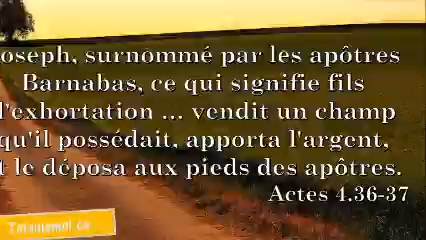 oseph, surnommé par les apôtres
Barnabas, ce qui signifie fils
l'exhortation ... vendit un champ
qu'il possédait, apporta l'argent,
t le déposa aux pieds des apôtres.
Actes 4.36-37